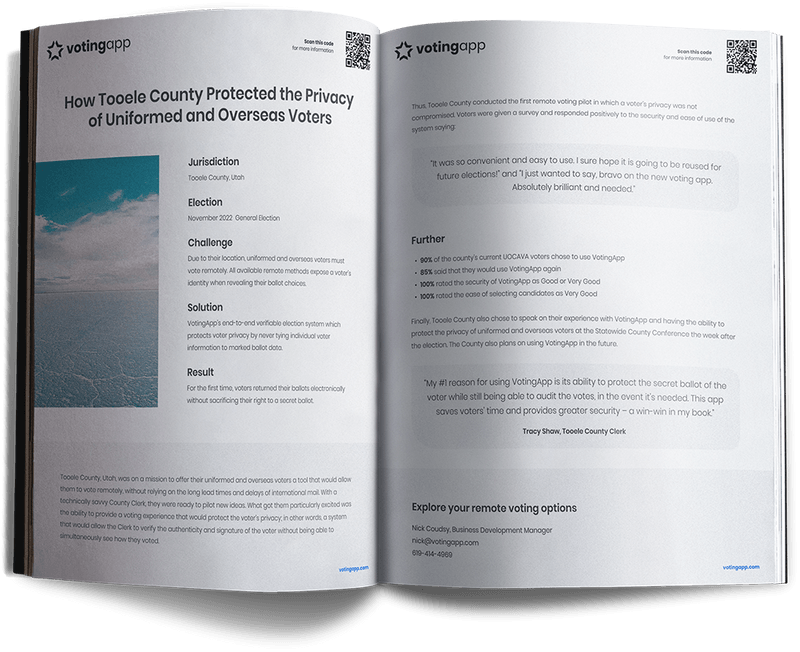 votingapp
Scan this code
for more information
How Tooele County Protected the Privacy
of Uniformed and Overseas Voters
Jurisdiction
Tooele County, Utah
Election
November 2022 General Election
Challenge
Due to their location, uniformed and overseas voters must
vote remotely. All available remote methods expose a voter's
identity when revealing their ballot choices.
Solution
VotingApp's end-to-end verifiable election system which
protects voter privacy by never tying individual voter
information to marked ballot data.
Result
For the first time, voters returned their ballots electronically
without sacrificing their right to a secret ballot.
Tooele County, Utah, was on a mission to offer their uniformed and overseas voters a tool that would allow
them to vote remotely, without relying on the long lead times and delays of international mail. With a
technically savvy County Clerk, they were ready to pilot new ideas. What got them particularly excited was
the ability to provide a voting experience that would protect the voter's privacy; in other words, a system
that would allow the Clerk to verify the authenticity and signature of the voter without being able to
simultaneously see how they voted.
votingapp.com
votingapp
Scan this code
for more information
Thus, Tooele County conducted the first remote voting pilot in which a voter's privacy was not
compromised. Voters were given a survey and responded positively to the security and ease of use of the
system saying:
"It was so convenient and easy to use. I sure hope it is going to be reused for
future elections!" and "I just wanted to say, bravo on the new voting app.
Absolutely brilliant and needed."
Further
• 90% of the county's current UOCAVA voters chose to use VotingApp
• 85% said that they would use VotingApp again
• 100% rated the security of VotingApp as Good or Very Good
• 100% rated the ease of selecting candidates as Very Good
Finally, Tooele County also chose to speak on their experience with VotingApp and having the ability to
protect the privacy of uniformed and overseas voters at the Statewide County Conference the week after
the election. The County also plans on using VotingApp in the future.
"My #1 reason for using VotingApp is its ability to protect the secret ballot of the
voter while still being able to audit the votes, in the event it's needed. This app
saves voters' time and provides greater security – a win-win in my book."
Tracy Shaw, Tooele County Clerk
Explore your remote voting options
Nick Coudsy, Business Development Manager
nick@votingapp.com
619-414-4969
votingapp.com